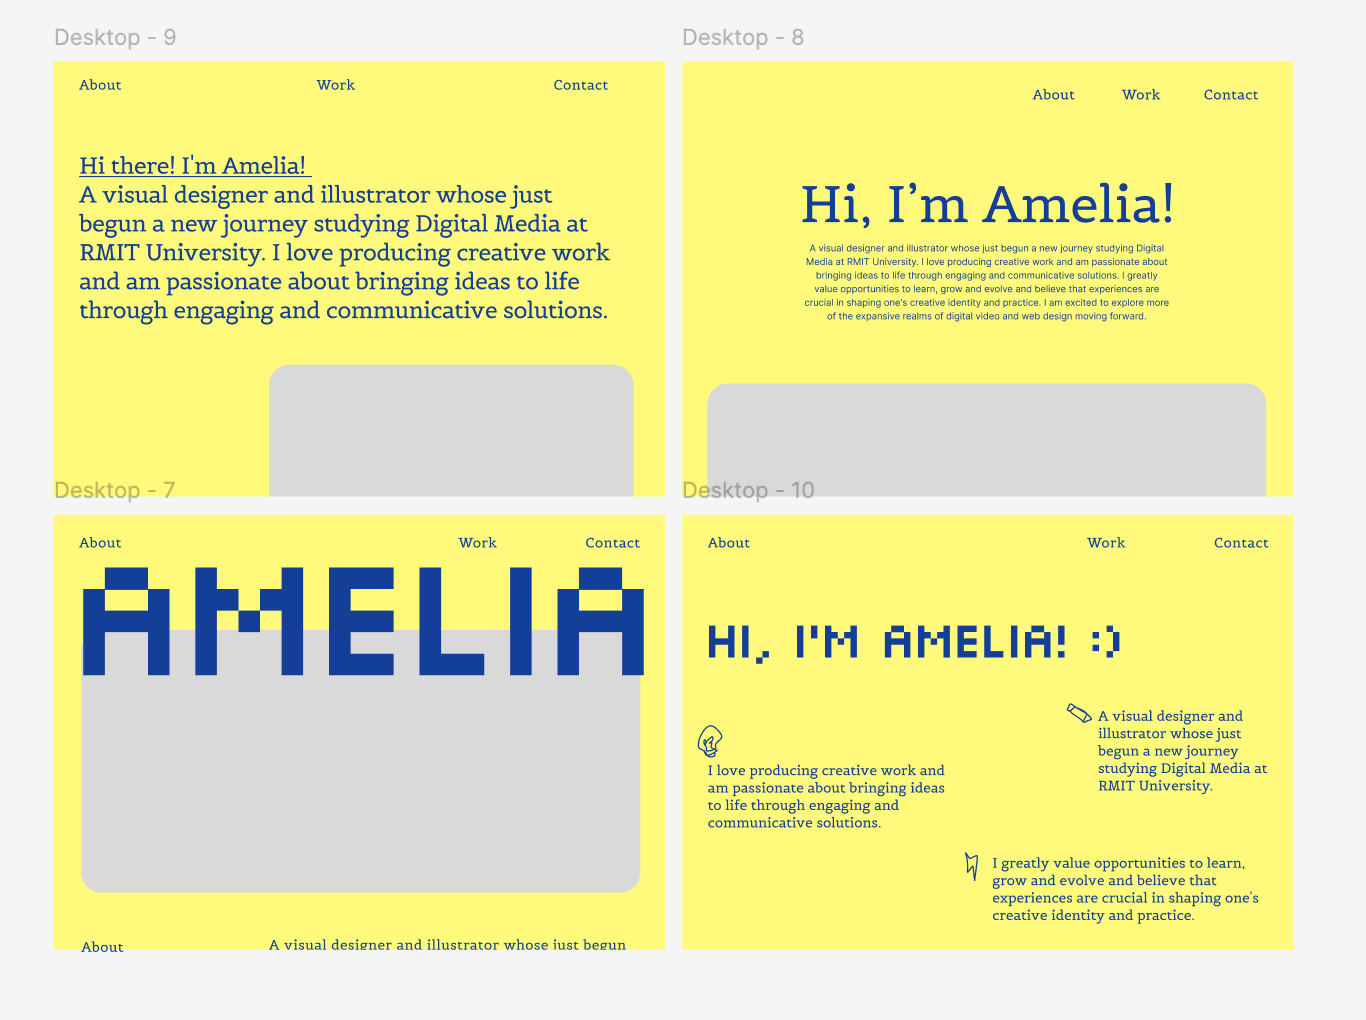 Desktop - 9
About Work Contact
Hi there! I'm Amelia!
A visual designer and illustrator whose just
begun a new journey studying Digital Media at
RMIT University. I love producing creative work
and am passionate about bringing ideas to life
through engaging and communicative solutions.
Desktop - 8
About Work Contact
Hi, I’m Amelia!
A visual designer and illustrator whose just begun a new journey studying Digital
Media at RMIT University. I love producing creative work and am passionate about
bringing ideas to life through engaging and communicative solutions. I greatly
value opportunities to learn, grow and evolve and believe that experiences are
crucial in shaping one's creative identity and practice. I am excited to explore more
of the expansive realms of digital video and web design moving forward.
Desktop - 7
About Work Contact
AMELIA
About
A visual designer and illustrator whose just begun
Desktop - 10
About Work Contact
HI, I'M AMELIA! :)
A visual designer and
illustrator whose just
begun a new journey
studying Digital Media at
RMIT University.
I love producing creative work and
am passionate about bringing ideas
to life through engaging and
communicative solutions.
I greatly value opportunities to learn,
grow and evolve and believe that
experiences are crucial in shaping one's
creative identity and practice.